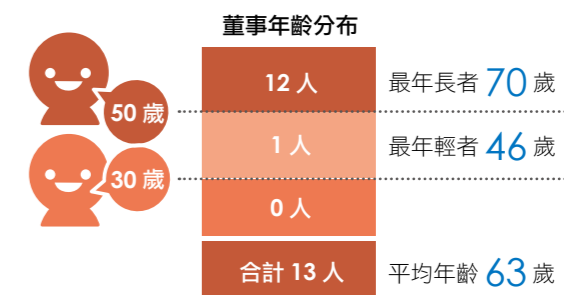 董事年齡分布
12 人
最年長者 70 歲
50 歲
1 人
最年輕者 46 歲
30 歲
0 人
合計 13 人
平均年齡 63 歲